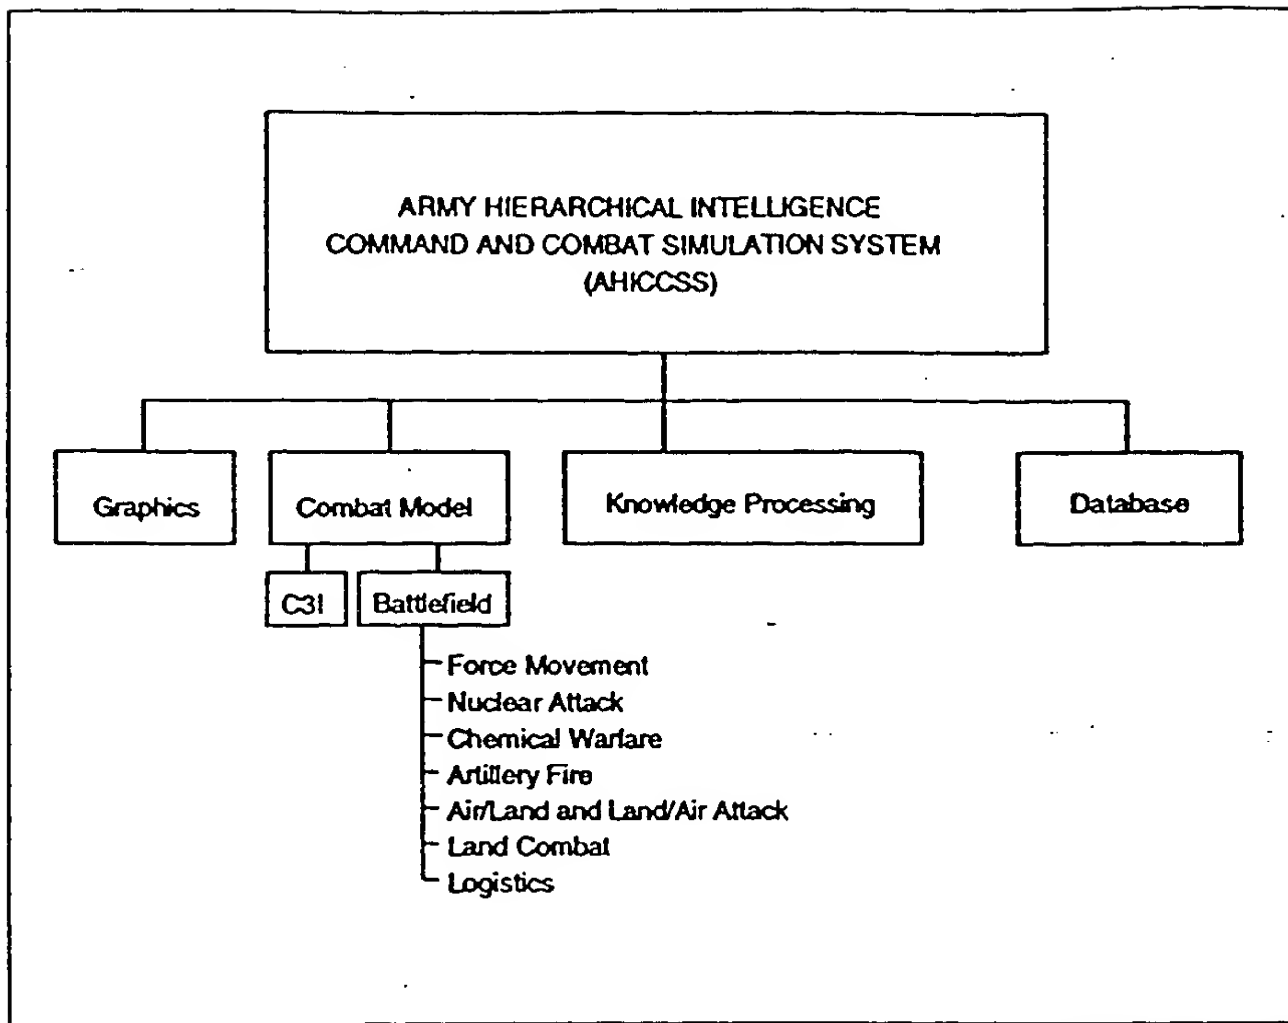 ARMY HIERARCHICAL INTELLIGENCE
COMMAND AND COMBAT SIMULATION SYSTEM
(AHICCSS)
Graphics
Combat Model
Knowledge Processing
Database
C3I
Battlefield
Force Movement
Nuclear Attack
Chemical Warfare
Artillery Fire
Air/Land and Land/Air Attack
Land Combat
Logistics